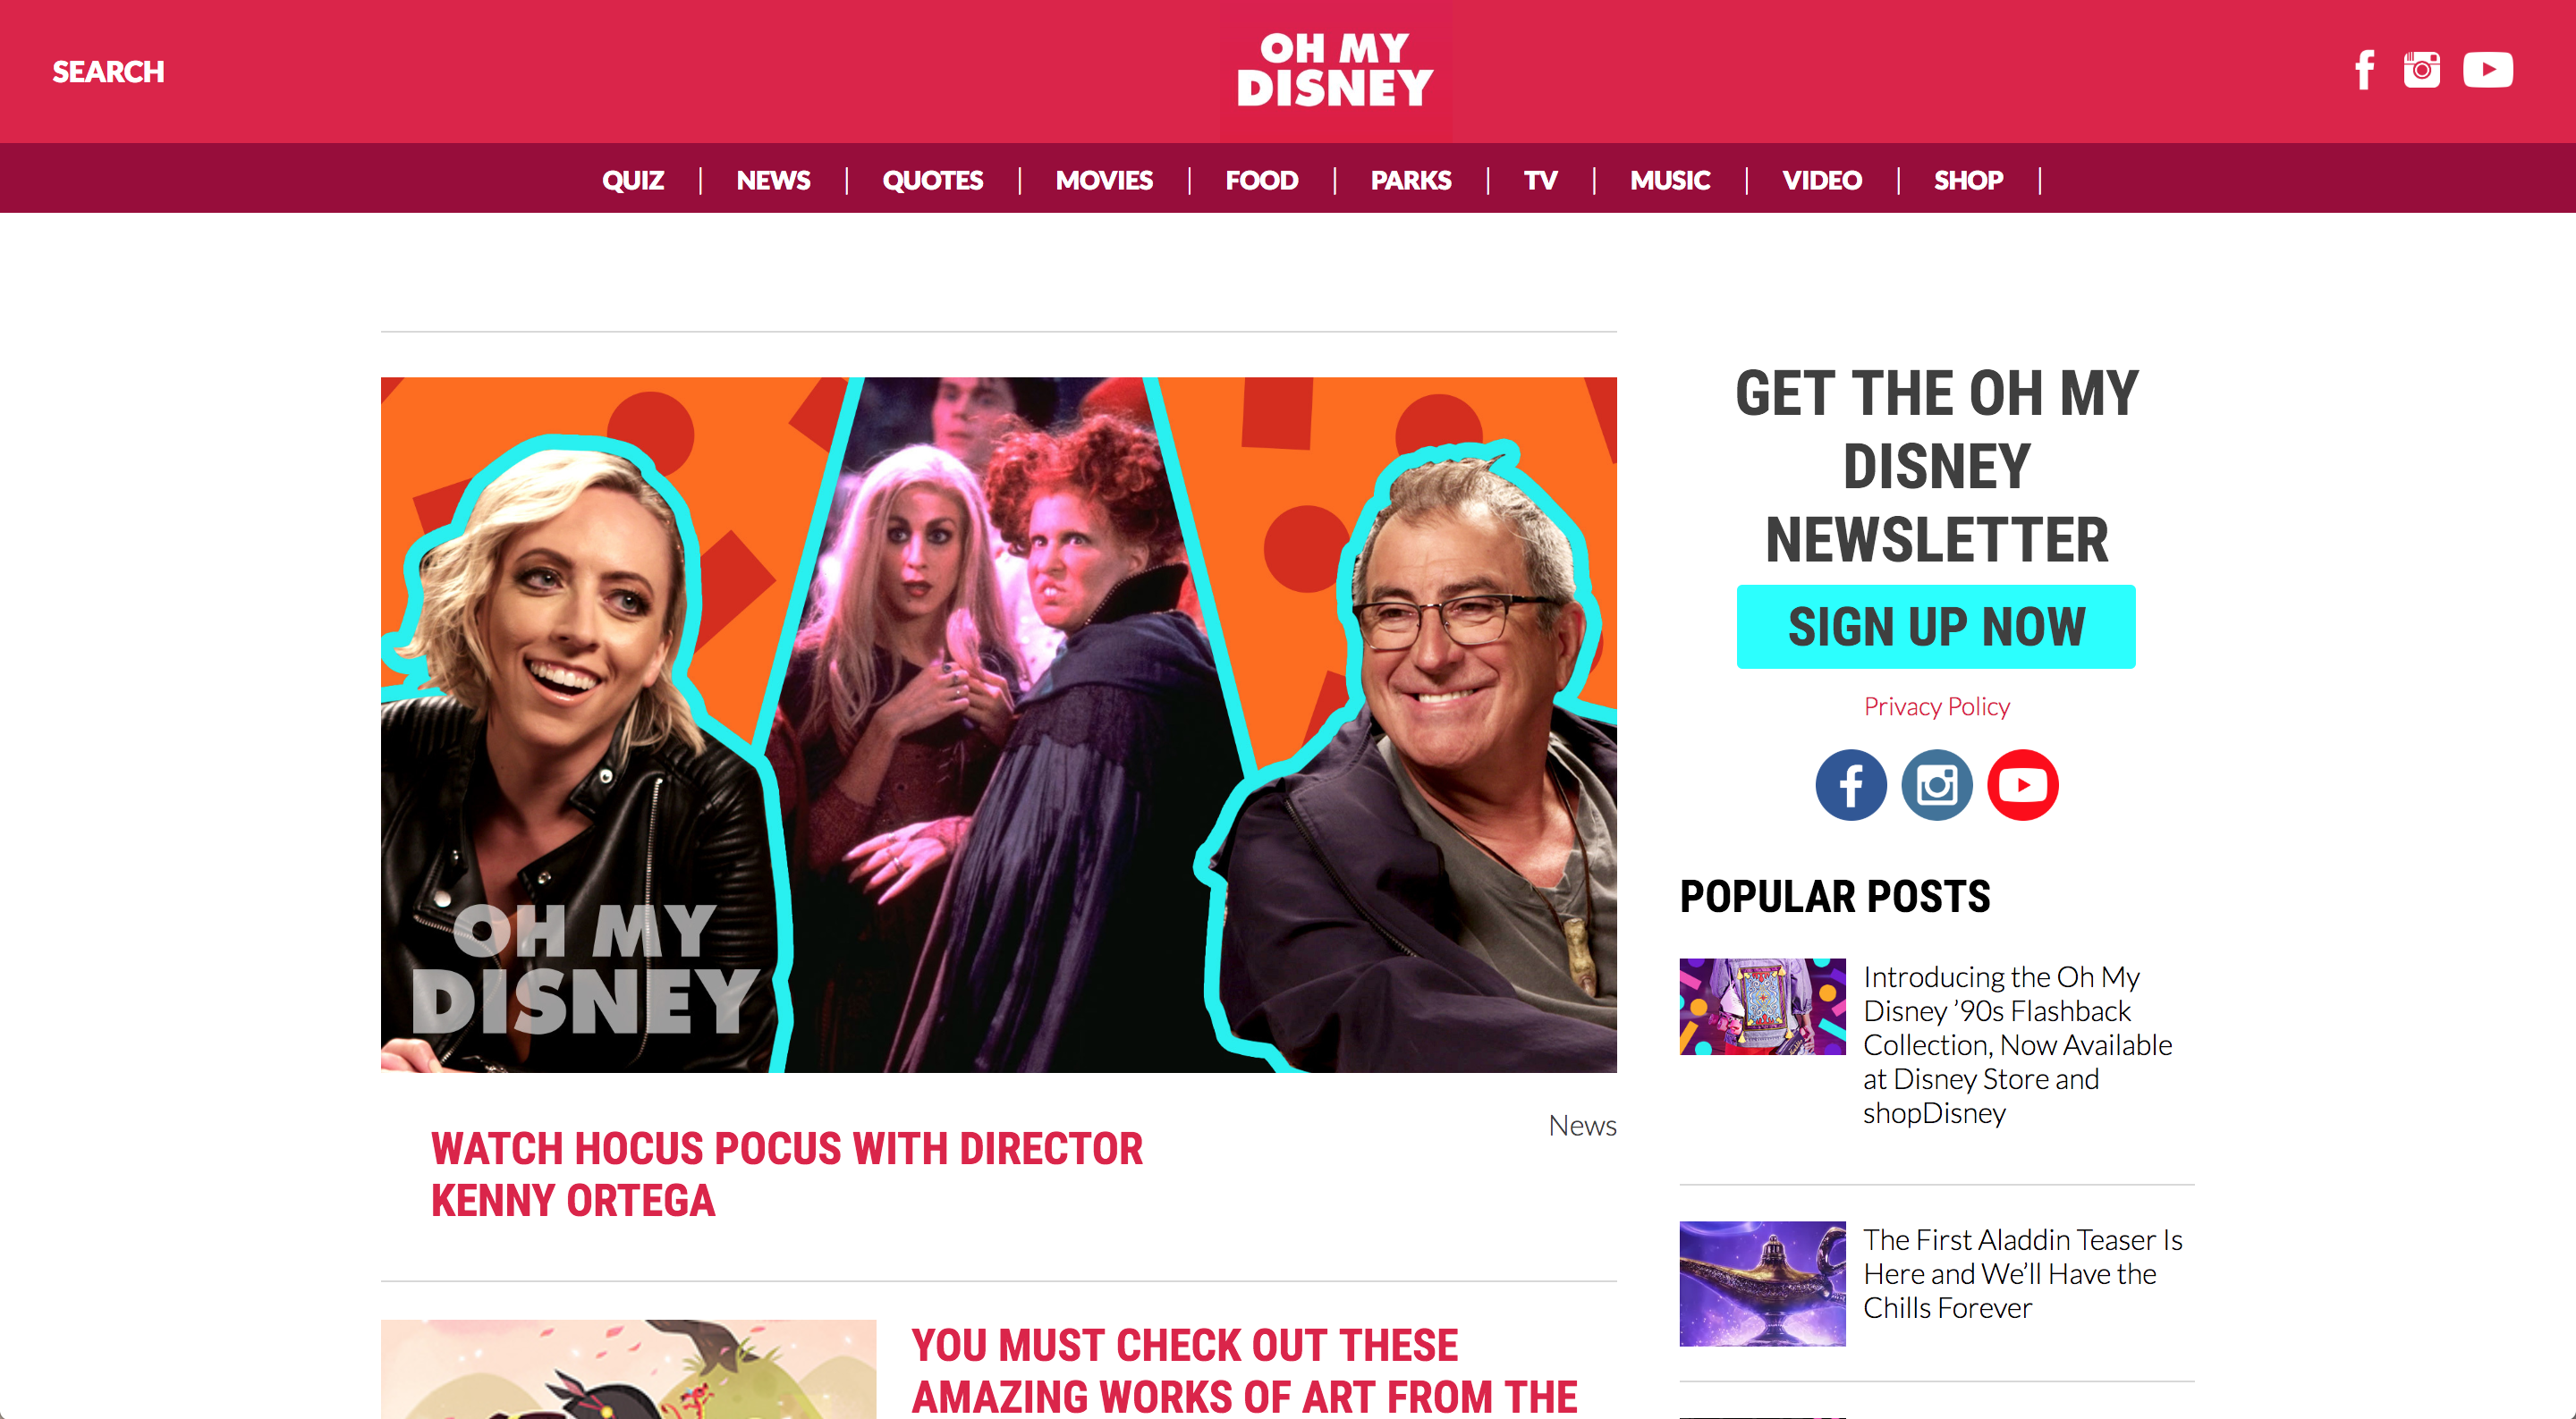 SEARCH
OH MY
DISNEY
QUIZ | NEWS | QUOTES | MOVIES | FOOD | PARKS | TV | MUSIC | VIDEO | SHOP |
OH MY
DISNEY
WATCH HOCUS POCUS WITH DIRECTOR
KENNY ORTEGA
News
YOU MUST CHECK OUT THESE
AMAZING WORKS OF ART FROM THE
GET THE OH MY
DISNEY
NEWSLETTER
SIGN UP NOW
Privacy Policy
POPULAR POSTS
Introducing the Oh My
Disney ’90s Flashback
Collection, Now Available
at Disney Store and
shopDisney
The First Aladdin Teaser Is
Here and We’ll Have the
Chills Forever